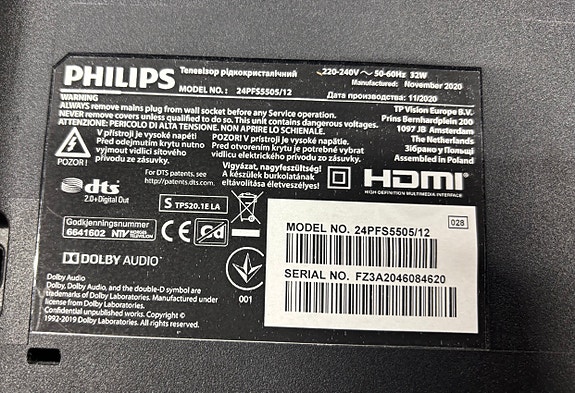 PHILIPS
Телевізор рідкокристалічний
220-240V ~ 50-60Hz 32W
MODEL NO. : 24PFS5505/12
Manufactured: November 2020
Дата производства: 11/2020
WARNING
ALWAYS remove mains plug from wall socket before any Service operation.
NEVER remove covers unless qualified to do so. This unit contains dangerous voltages.
ATTENZIONE: PERICOLO DI ALTA TENSIONE. NON APRIRE LO SCHIENALE.
TP Vision Europe B.V.
Prins Bernhardplein 200
1097 JB Amsterdam
The Netherlands
Зібрано у Польщі
Assembled in Poland
POZOR !
V přístroji je vysoké napětí
Před odejmutím krytu nutno
vyjmout vidlici síťového
přívodu ze zásuvky.
POZOR! V prístroji je vysoké napätie.
Pred otvorením krytu je potrebné vybrať
vidlicu elektrického prívodu zo zásuvky.
Vigyázat, nagyfeszültség!
A készülek burkolatának
eltávolítása életveszélyes!
HDMI
HIGH-DEFINITION MULTIMEDIA INTERFACE
dts
2.0+Digital Out
For DTS patents, see
http://patents.dts.com.
S TPS20.1E LA
Godkjenningsnummer
6641602 NTV NORGES TELEVISJON
CE
DOLBY AUDIO
001
Dolby Audio
Dolby, Dolby Audio, and the double-D symbol are
trademarks of Dolby Laboratories. Manufactured under
license from Dolby Laboratories.
Confidential unpublished works. Copyright ©
1992-2019 Dolby Laboratories. All rights reserved.
028
MODEL NO. 24PFS5505/12
SERIAL NO. FZ3A2046084620